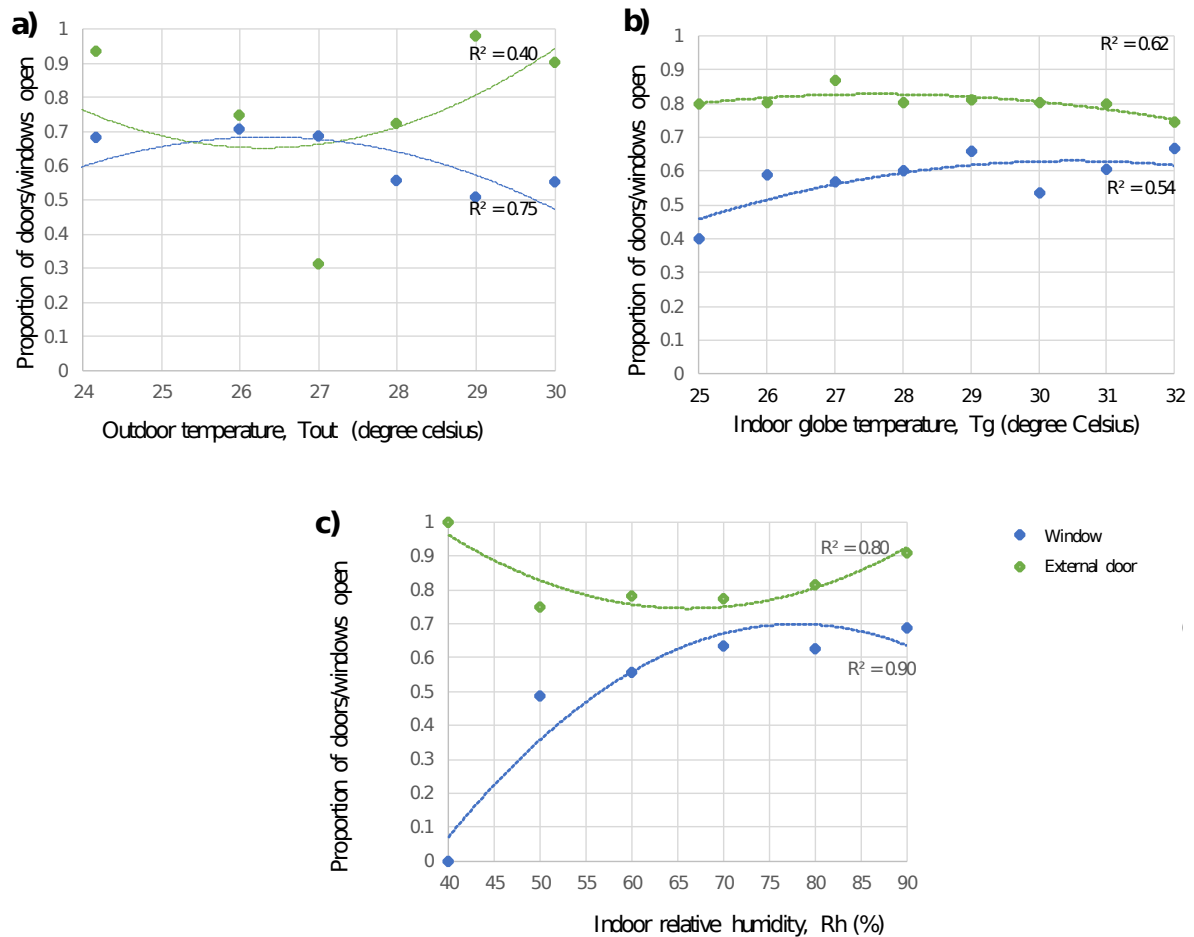 a)
1
0.9
0.8
0.7
0.6
0.5
0.4
0.3
0.2
0.1
0
R² = 0.40
R² = 0.75
24 25 26 27 28 29 30
Proportion of doors/windows open
Outdoor temperature, Tout (degree celsius)
b)
1
0.9
0.8
0.7
0.6
0.5
0.4
0.3
0.2
0.1
0
R² = 0.62
R² = 0.54
25 26 27 28 29 30 31 32
Proportion of doors/windows open
Indoor globe temperature, Tg (degree Celsius)
c)
1
0.9
0.8
0.7
0.6
0.5
0.4
0.3
0.2
0.1
0
R² = 0.80
R² = 0.90
40 45 50 55 60 65 70 75 80 85 90
Proportion of doors/windows open
Indoor relative humidity, Rh (%)
Window
External door